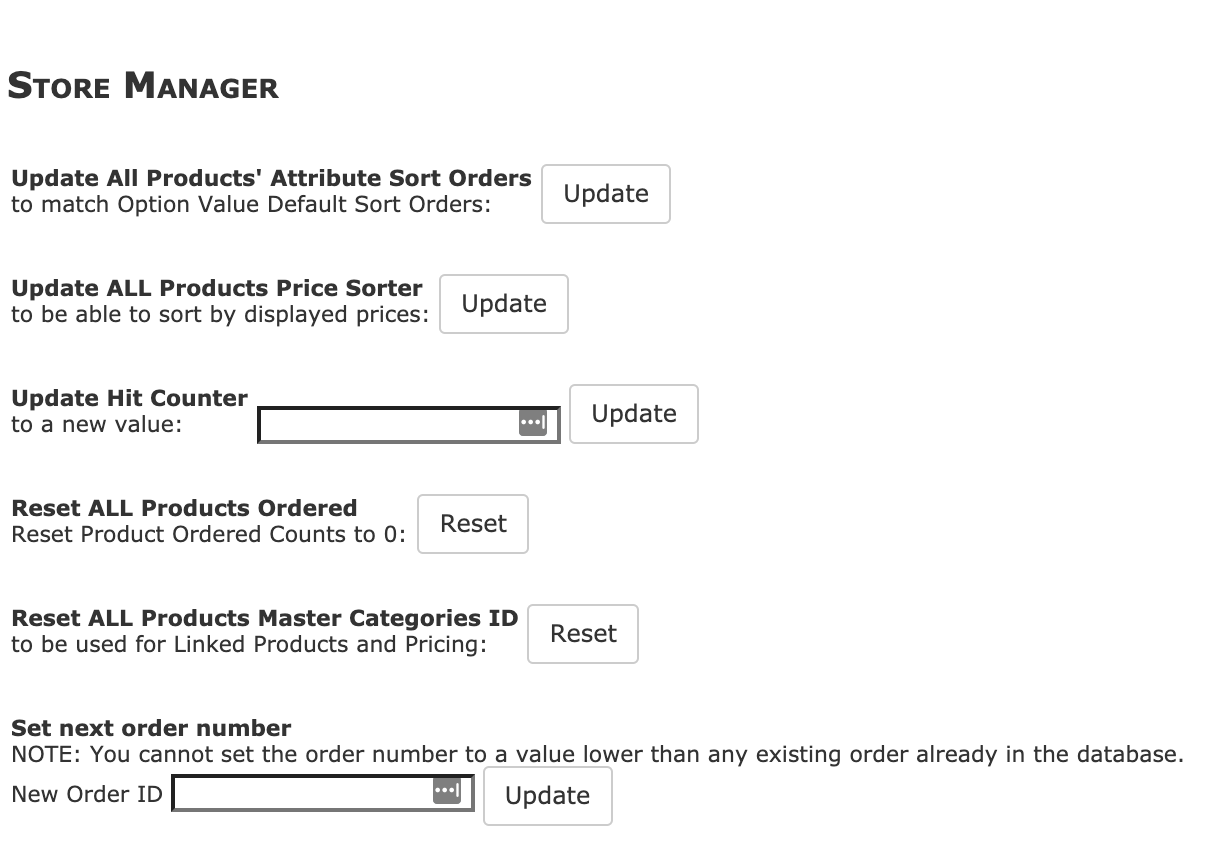 Store Manager
Update All Products' Attribute Sort Orders
to match Option Value Default Sort Orders:
Update
Update ALL Products Price Sorter
to be able to sort by displayed prices:
Update
Update Hit Counter
to a new value:
Update
Reset ALL Products Ordered
Reset Product Ordered Counts to 0:
Reset
Reset ALL Products Master Categories ID
to be used for Linked Products and Pricing:
Reset
Set next order number
NOTE: You cannot set the order number to a value lower than any existing order already in the database.
New Order ID
Update